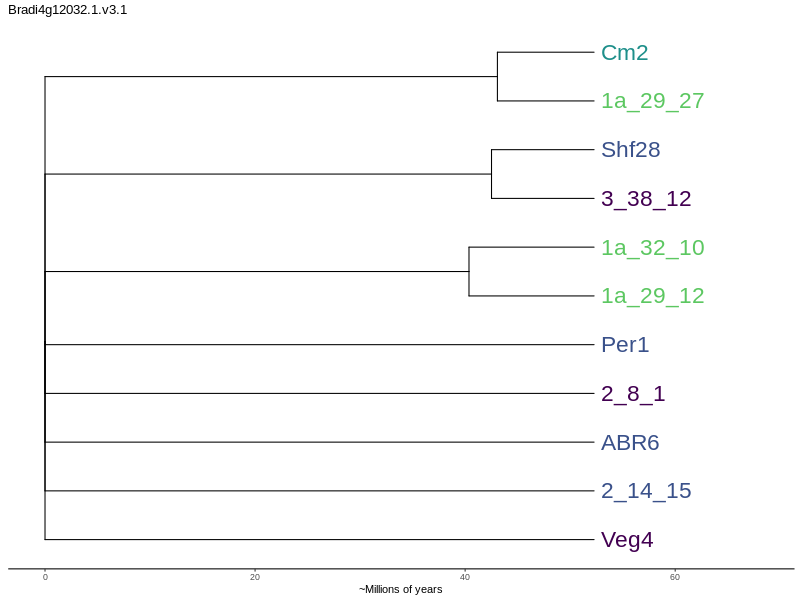 Bradi4g12032.1.v3.1
Cm2
1a_29_27
Shf28
3_38_12
1a_32_10
1a_29_12
Per1
2_8_1
ABR6
2_14_15
Veg4
0 20 40 60
~Millions of years